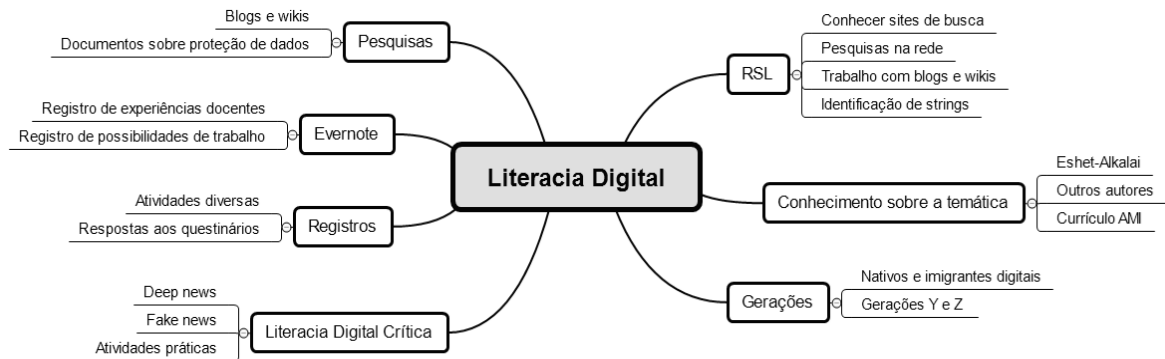 Literacia Digital
Pesquisas
Blogs e wikis
Documentos sobre proteção de dados
Evernote
Registro de experiências docentes
Registro de possibilidades de trabalho
Registros
Atividades diversas
Respostas aos questinários
Literacia Digital Crítica
Deep news
Fake news
Atividades práticas
RSL
Conhecer sites de busca
Pesquisas na rede
Trabalho com blogs e wikis
Identificação de strings
Conhecimento sobre a temática
Eshet-Alkalai
Outros autores
Currículo AMI
Gerações
Nativos e imigrantes digitais
Gerações Y e Z